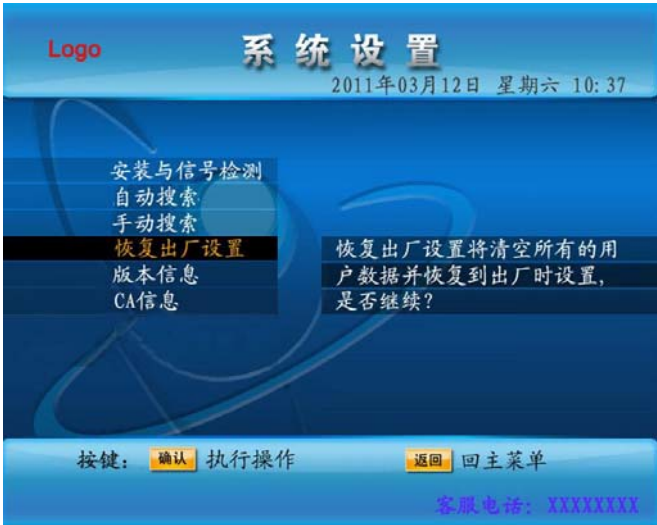 Logo
系统设置
2011年03月12日 星期六 10:37
安装与信号检测
自动搜索
手动搜索
恢复出厂设置
版本信息
CA信息
恢复出厂设置将清空所有的用
户数据并恢复到出厂时设置,
是否继续?
按键: 确认 执行操作 返回 回主菜单
客服电话: XXXXXXXX